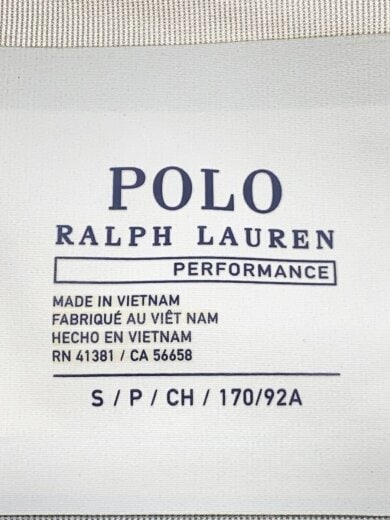 POLO
RALPH LAUREN
PERFORMANCE
MADE IN VIETNAM
FABRIQUÉ AU VIÊT NAM
HECHO EN VIETNAM
RN 41381 / CA 56658
S / P / CH / 170/92A